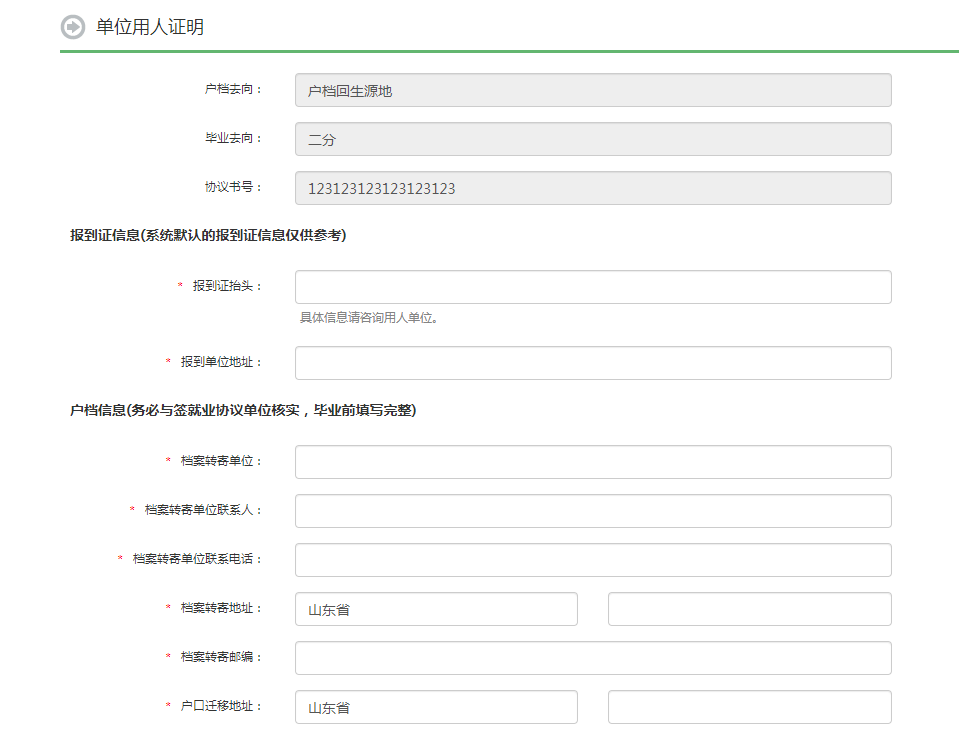 单位用人证明
户档去向： 户档回生源地
毕业去向： 二分
协议书号： 123123123123123123
报到证信息(系统默认的报到证信息仅供参考)
* 报到证抬头：
具体信息请咨询用人单位。
* 报到单位地址：
户档信息(务必与签就业协议单位核实，毕业前填写完整)
* 档案转寄单位：
* 档案转寄单位联系人：
* 档案转寄单位联系电话：
* 档案转寄地址： 山东省
* 档案转寄邮编：
* 户口迁移地址： 山东省